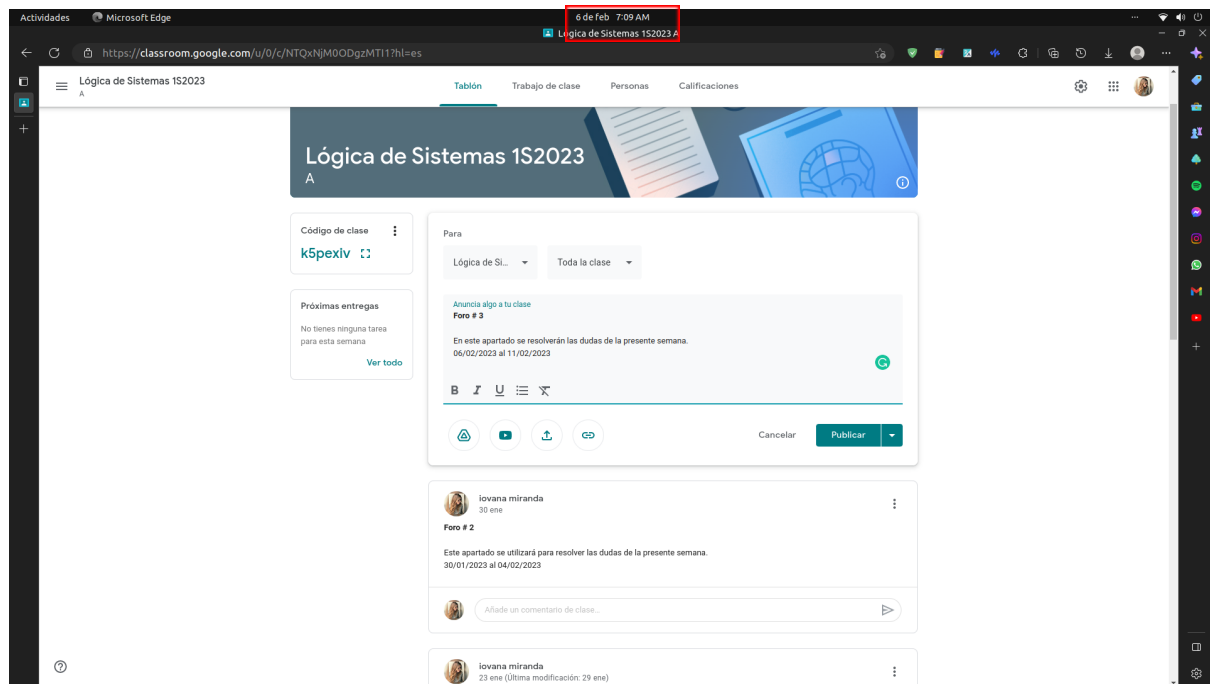 Actividades
Microsoft Edge
6 de feb 7:09 AM
Lógica de Sistemas 1S2023 A
https://classroom.google.com/u/0/c/NTQxNjM0ODgzMTI1?hl=es
Lógica de Sistemas 1S2023
A
Tablón
Trabajo de clase
Personas
Calificaciones
Lógica de Sistemas 1S2023
A
Código de clase
k5pexlv
Próximas entregas
No tienes ninguna tarea
para esta semana
Ver todo
Para
Lógica de Si...
Toda la clase
Anuncia algo a tu clase
Foro # 3
En este apartado se resolverán las dudas de la presente semana.
06/02/2023 al 11/02/2023
B I U
Cancelar
Publicar
iovana miranda
30 ene
Foro # 2
Este apartado se utilizará para resolver las dudas de la presente semana.
30/01/2023 al 04/02/2023
Añade un comentario de clase...
iovana miranda
23 ene (Última modificación: 29 ene)